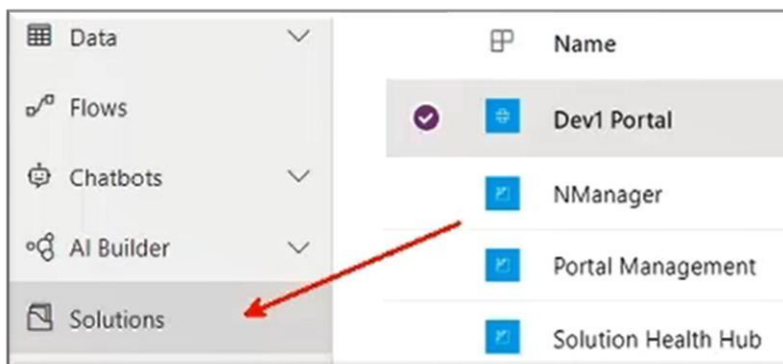 Data
Flows
Chatbots
AI Builder
Solutions
Name
Dev1 Portal
NManager
Portal Management
Solution Health Hub